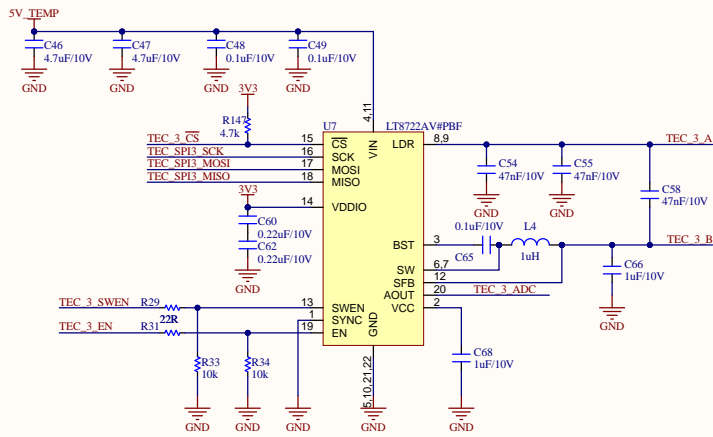 5V_TEMP
C46
4.7uF/10V
C47
4.7uF/10V
C48
0.1uF/10V
C49
0.1uF/10V
GND
GND
GND
GND
3V3
R147
4.7k
U7
LT8722AV#PBF
4,11
VIN
TEC_3_CS
15
CS
TEC_SPI3_SCK
16
SCK
TEC_SPI3_MOSI
17
MOSI
TEC_SPI3_MISO
18
MISO
LDR
8,9
TEC_3_A
C54
47nF/10V
C55
47nF/10V
GND
GND
C58
47nF/10V
3V3
14
VDDIO
C60
0.22uF/10V
C62
0.22uF/10V
GND
0.1uF/10V
C65
L4
1uH
BST
3
TEC_3_B
SW
6,7
SFB
12
AOUT
20
TEC_3_ADC
VCC
2
C66
1uF/10V
GND
TEC_3_SWEN
R29
22R
13
SWEN
1
SYNC
TEC_3_EN
R31
19
EN
GND
5,10,21,22
R33
10k
R34
10k
C68
1uF/10V
GND
GND
GND
GND
GND